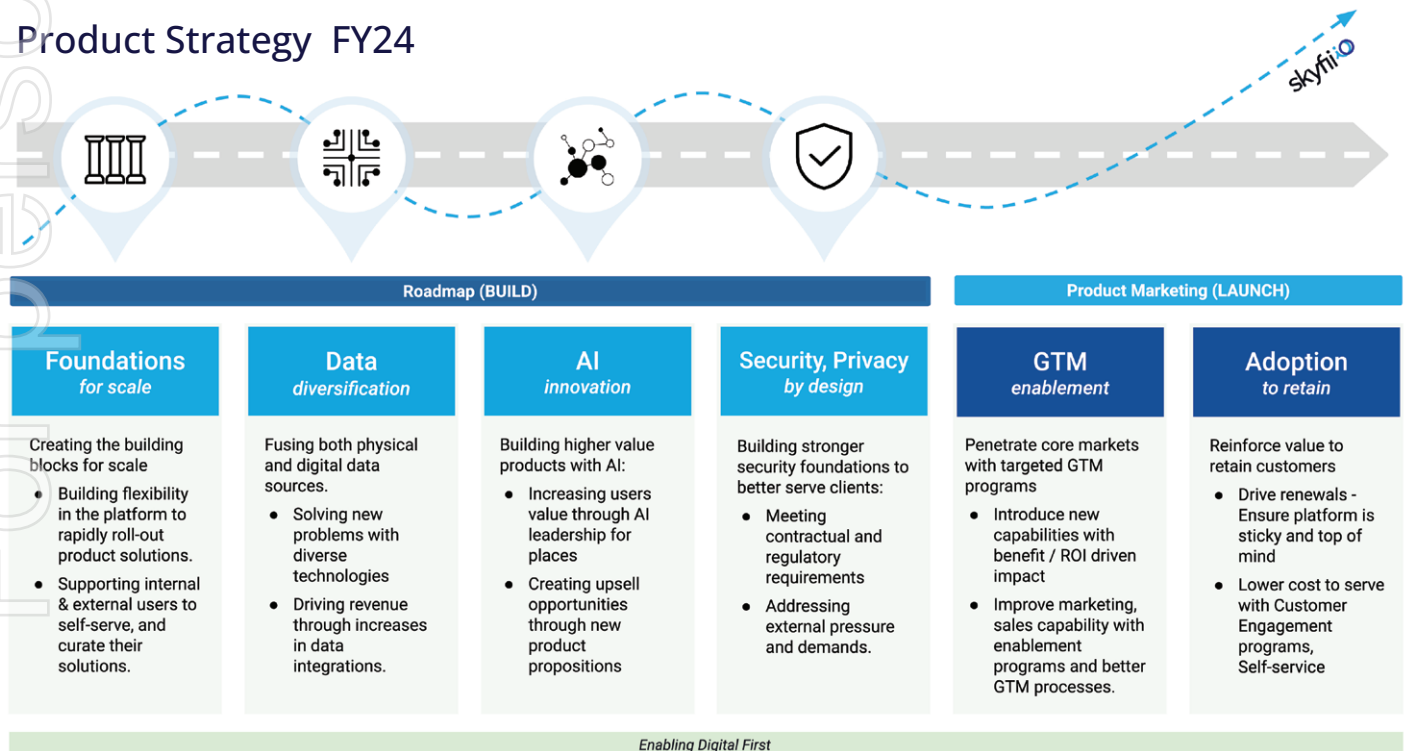 Product Strategy FY24
skyfii
Roadmap (BUILD)
Product Marketing (LAUNCH)
Foundations
for scale
Creating the building
blocks for scale
● Building flexibility
in the platform to
rapidly roll-out
product solutions.
● Supporting internal
& external users to
self-serve, and
curate their
solutions.
Data
diversification
Fusing both physical
and digital data
sources.
● Solving new
problems with
diverse
technologies
● Driving revenue
through increases
in data
integrations.
AI
innovation
Building higher value
products with AI:
● Increasing users
value through AI
leadership for
places
● Creating upsell
opportunities
through new
product
propositions
Security, Privacy
by design
Building stronger
security foundations to
better serve clients:
● Meeting
contractual and
regulatory
requirements
● Addressing
external pressure
and demands.
GTM
enablement
Penetrate core markets
with targeted GTM
programs
● Introduce new
capabilities with
benefit / ROI driven
impact
● Improve marketing,
sales capability with
enablement
programs and better
GTM processes.
Adoption
to retain
Reinforce value to
retain customers
● Drive renewals -
Ensure platform is
sticky and top of
mind
● Lower cost to serve
with Customer
Engagement
programs,
Self-service
Enabling Digital First